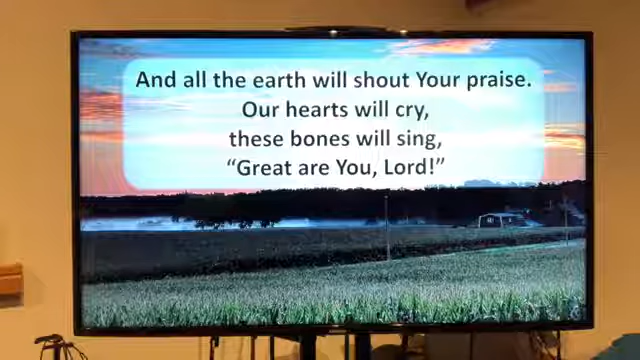 And all the earth will shout Your praise.
Our hearts will cry,
these bones will sing,
“Great are You, Lord!”